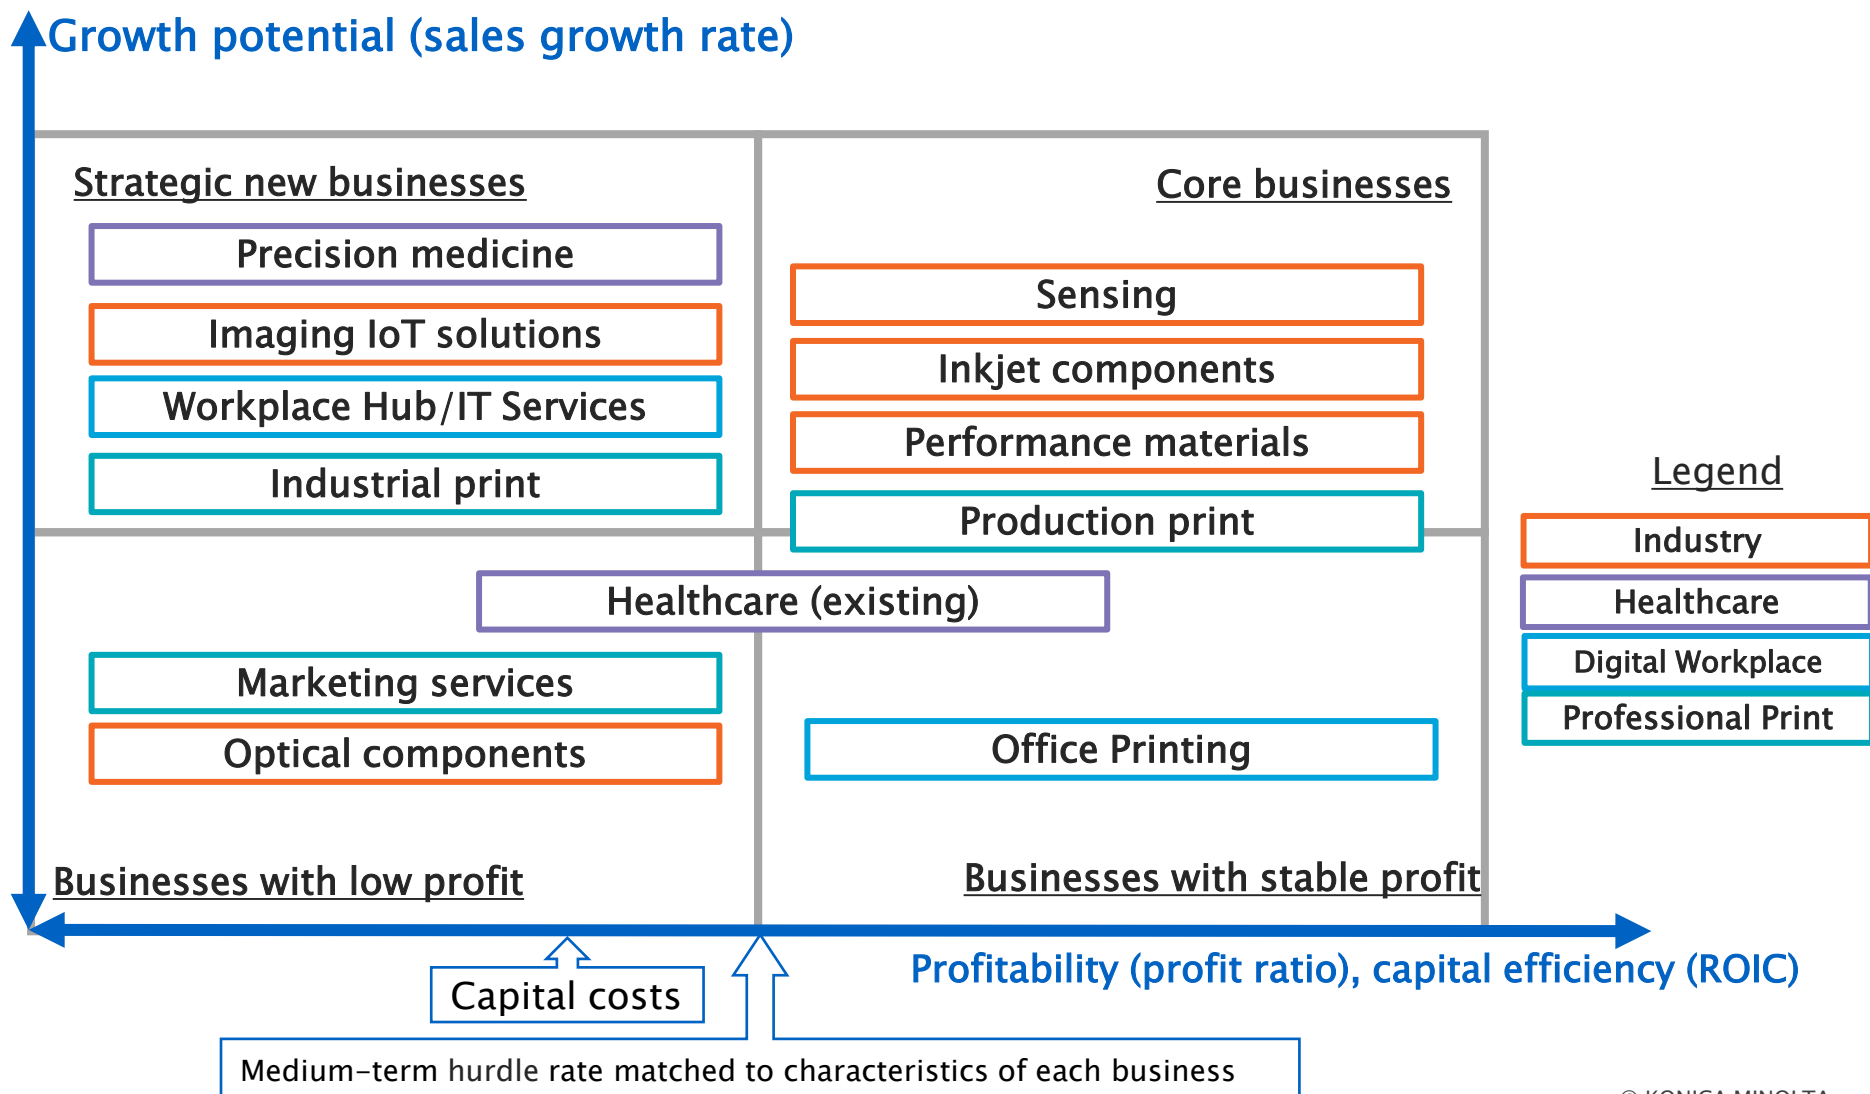 Growth potential (sales growth rate)
Strategic new businesses
Precision medicine
Imaging IoT solutions
Workplace Hub/IT Services
Industrial print
Core businesses
Sensing
Inkjet components
Performance materials
Production print
Healthcare (existing)
Marketing services
Optical components
Office Printing
Businesses with low profit
Businesses with stable profit
Legend
Industry
Healthcare
Digital Workplace
Professional Print
Profitability (profit ratio), capital efficiency (ROIC)
Capital costs
Medium-term hurdle rate matched to characteristics of each business
© KONICA MINOLTA